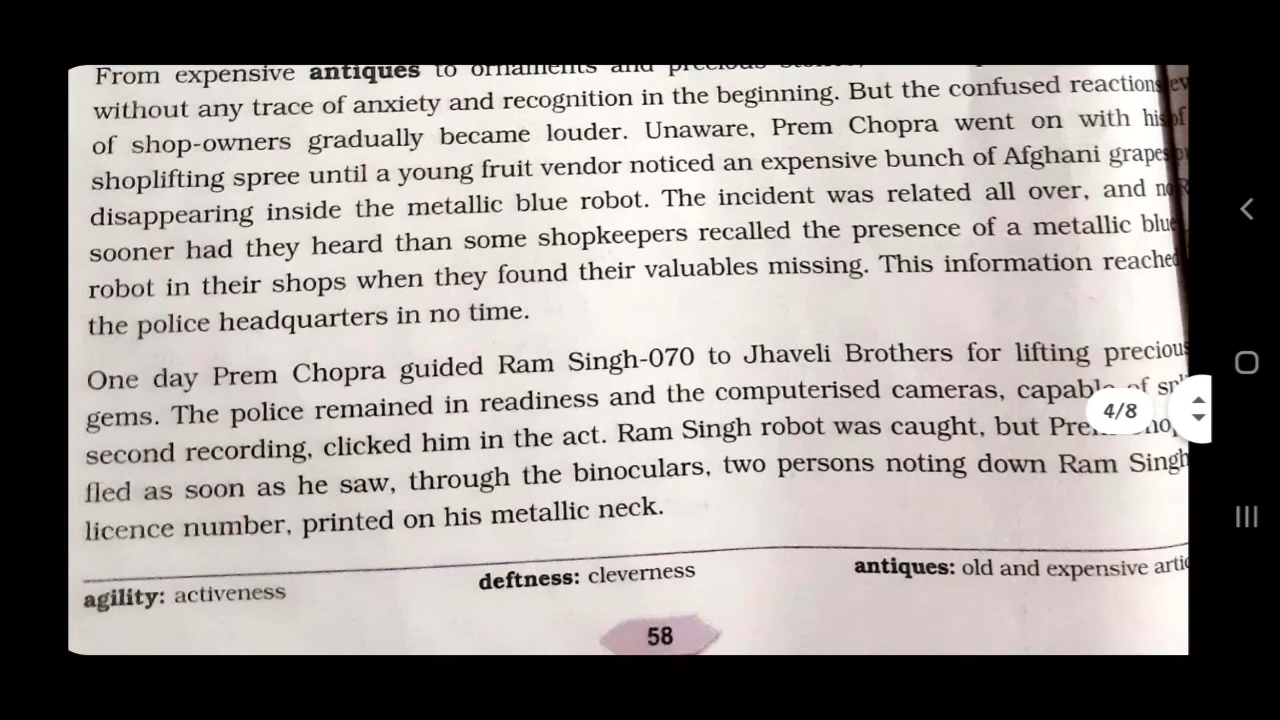 From expensive antiques to ornaments and precious
without any trace of anxiety and recognition in the beginning. But the confused reactions
of shop-owners gradually became louder. Unaware, Prem Chopra went on with his
shoplifting spree until a young fruit vendor noticed an expensive bunch of Afghani grapes
disappearing inside the metallic blue robot. The incident was related all over, and no
sooner had they heard than some shopkeepers recalled the presence of a metallic blue
robot in their shops when they found their valuables missing. This information reached
the police headquarters in no time.
One day Prem Chopra guided Ram Singh-070 to Jhaveli Brothers for lifting precious
gems. The police remained in readiness and the computerised cameras, capable of
second recording, clicked him in the act. Ram Singh robot was caught, but
fled as soon as he saw, through the binoculars, two persons noting down Ram Singh
licence number, printed on his metallic neck.
agility: activeness
deftness: cleverness
antiques: old and expensive
58
4/8